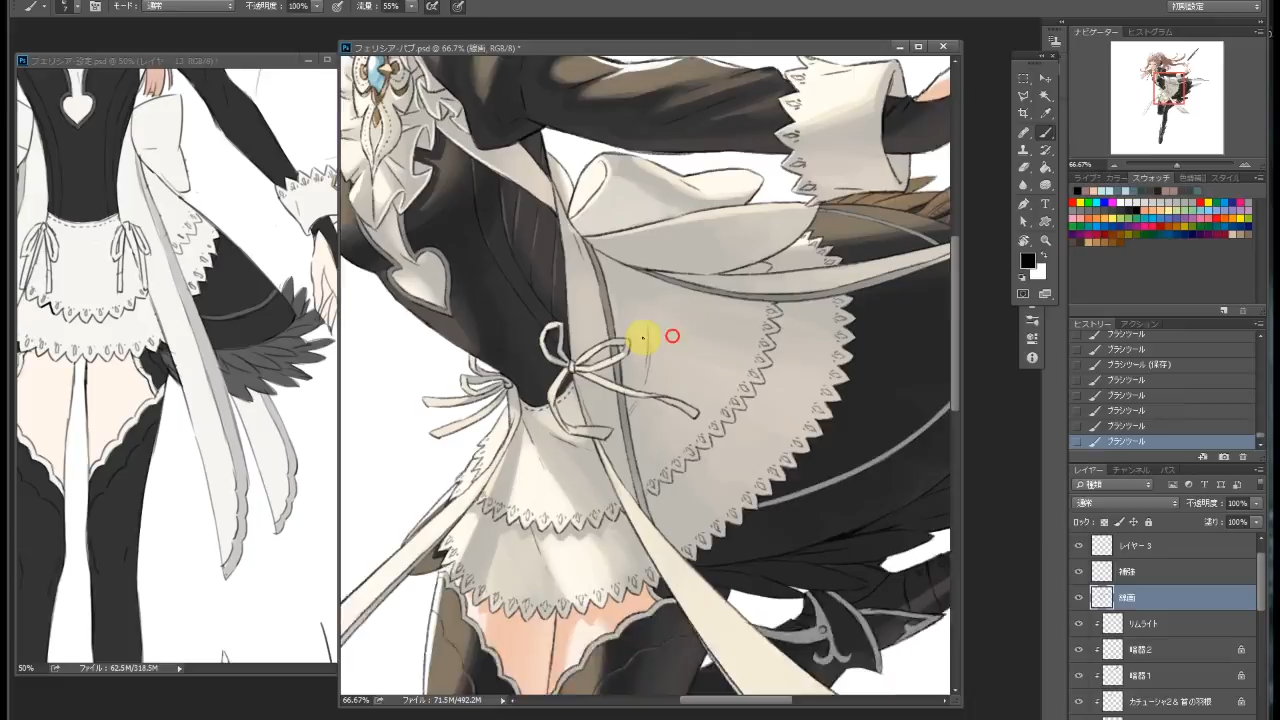 モード: 通常 不透明度: 100% 流量: 55% 初期設定
フェリシア-設定.psd @ 50% (レイヤー 13, RGB/8) *
フェリシア-パブ.psd @ 66.7% (線画, RGB/8) *
ナビゲーター ヒストグラム
66.67%
カラー スウォッチ スタイル
ヒストリー アクション
ブラシツール
ブラシツール
ブラシツール (保存)
ブラシツール
ブラシツール
ブラシツール
ブラシツール
ブラシツール
レイヤー チャンネル パス
種類
通常 不透明度: 100%
ロック: 塗り: 100%
レイヤー 3
補強
線画
リムライト
暗器2
暗器1
カチューシャ2& 首の羽根
50% ファイル : 62.5M/318.5M
66.67% ファイル : 71.5M/492.2M